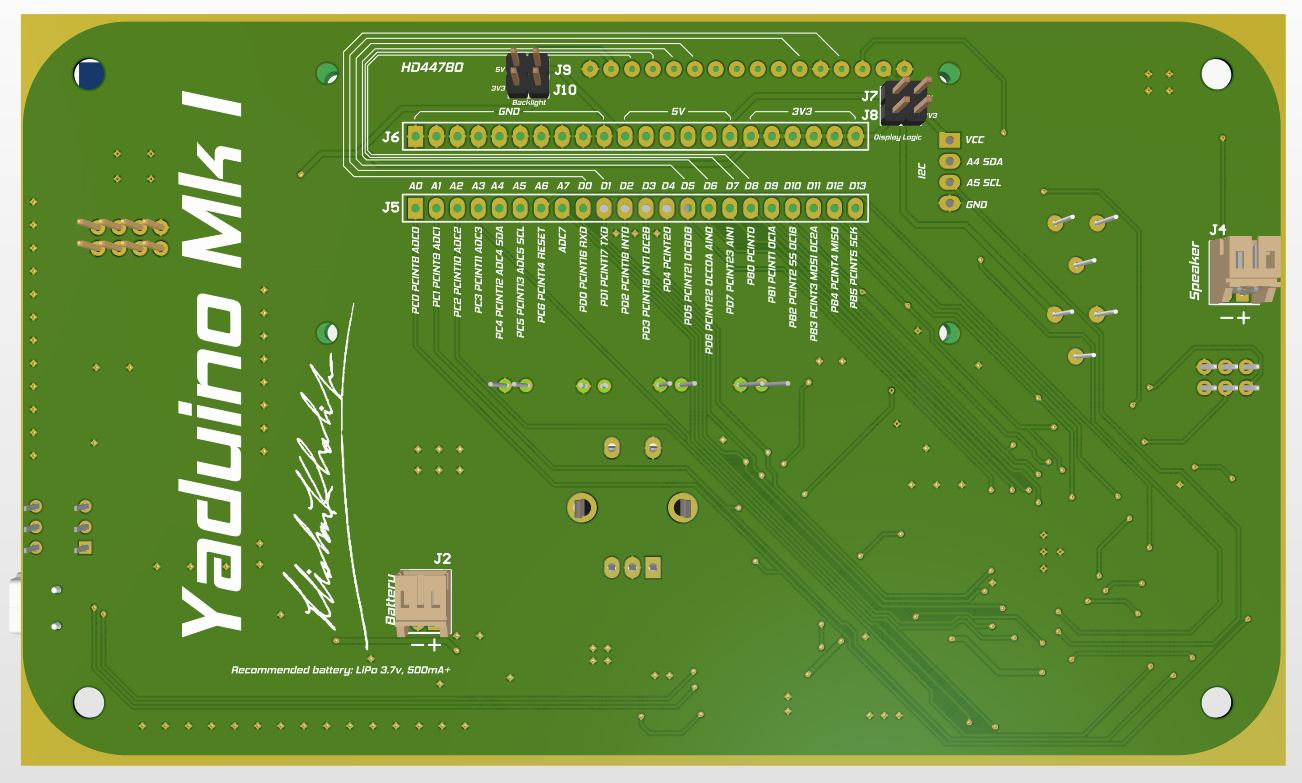 HD44780
5V
J9
3V3
J10
Backlight
J7
J8
3V3
Display Logic
GND
5V
3V3
J6
VCC
A4 SDA
A5 SCL
GND
I2C
A0 A1 A2 A3 A4 A5 A6 A7 D0 D1 D2 D3 D4 D5 D6 D7 D8 D9 D10 D11 D12 D13
J5
PC0 PCINT8 ADC0
PC1 PCINT9 ADC1
PC2 PCINT10 ADC2
PC3 PCINT11 ADC3
PC4 PCINT12 ADC4 SDA
PC5 PCINT13 ADC5 SCL
PC6 PCINT14 RESET
ADC7
PD0 PCINT16 RXD
PD1 PCINT17 TXD
PD2 PCINT18 INT0
PD3 PCINT19 INT1 OC2B
PD4 PCINT20
PD5 PCINT21 OC0B
PD6 PCINT22 OCC0A AIN0
PD7 PCINT23 AIN1
PB0 PCINT0
PB1 PCINT1 OC1A
PB2 PCINT2 SS OC1B
PB3 PCINT3 MOSI OC2A
PB4 PCINT4 MISO
PB5 PCINT5 SCK
J4
Speaker
- +
Yaduino Mk I
J2
Battery
- +
Recommended battery: LiPo 3.7v, 500mA+